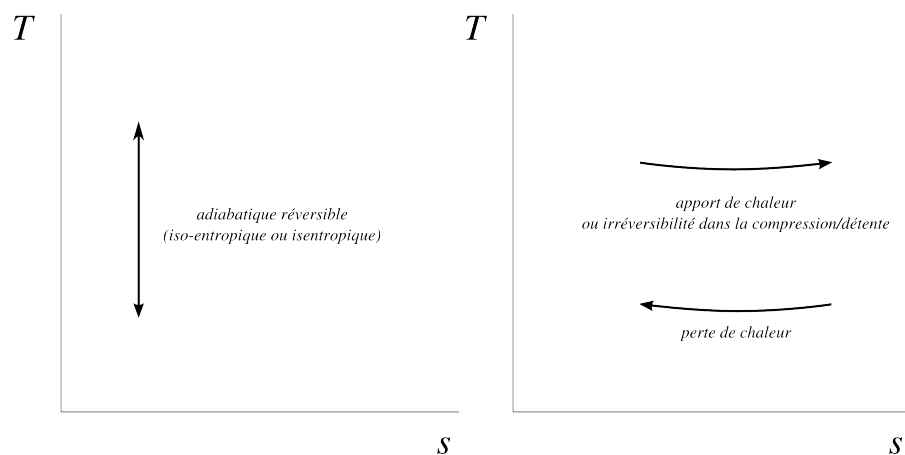 T
adiabatique réversible
(iso-entropique ou isentropique)
s
T
apport de chaleur
ou irréversibilité dans la compression/détente
perte de chaleur
s